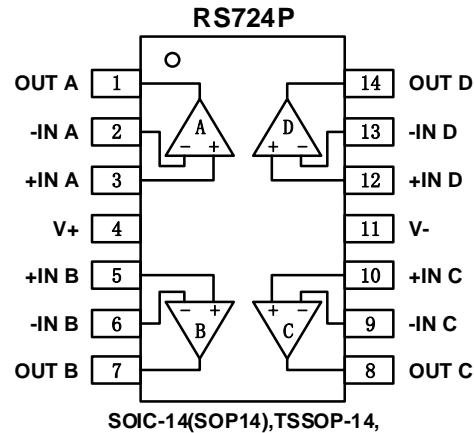 RS724P
OUT A 1 14 OUT D
-IN A 2 A D 13 -IN D
- + + -
+IN A 3 12 +IN D
V+ 4 11 V-
+IN B 5 10 +IN C
- + + -
-IN B 6 B C 9 -IN C
OUT B 7 8 OUT C
SOIC-14(SOP14),TSSOP-14,